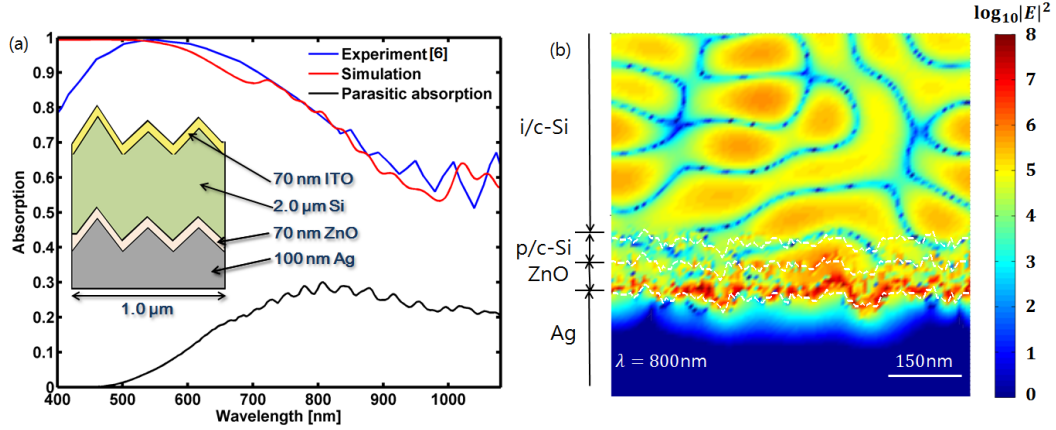 (a)
1
0.9
0.8
0.7
0.6
0.5
0.4
0.3
0.2
0.1
0
Absorption
Experiment[6]
Simulation
Parasitic absorption
70 nm ITO
2.0 µm Si
70 nm ZnO
100 nm Ag
1.0 µm
400 500 600 700 800 900 1000
Wavelength [nm]
(b)
i/c-Si
p/c-Si
ZnO
Ag
λ = 800nm
150nm
log₁₀|E|²
8
7
6
5
4
3
2
1
0